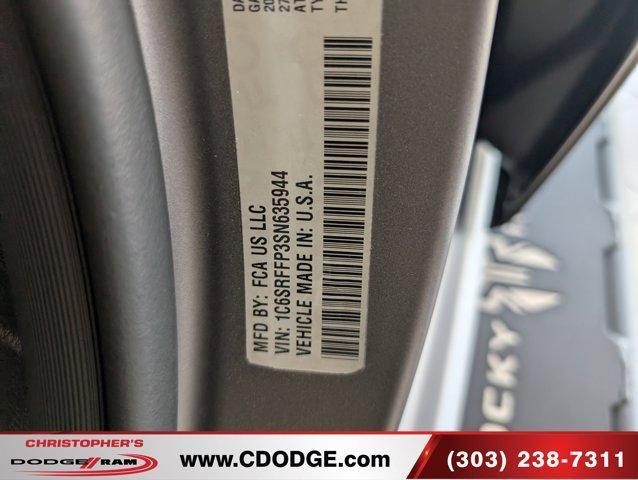 MFD BY: FCA US LLC
VIN: 1C6SRFFP3SN635944
VEHICLE MADE IN: U.S.A.
CHRISTOPHER'S
DODGE RAM
www.CDODGE.com
(303) 238-7311